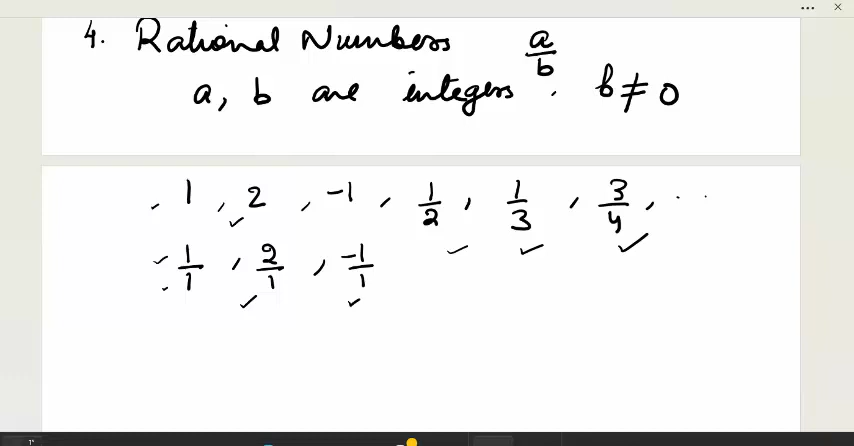 4. Rational Numbers a/b
a, b are integers. b ≠ 0
1, 2, -1, 1/2, 1/3, 3/4, ...
1/1, 2/1, -1/1